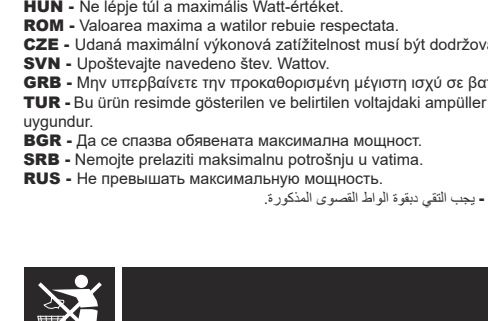 HUN - Ne lépje túl a maximális Watt-értéket.
ROM - Valoarea maxima a watilor rebuie respectata.
CZE - Udaná maximální výkonová zatížitelnost musí být dodržov
SVN - Upoštevajte navedeno štev. Wattov.
GRB - Μην υπερβαίνετε την προκαθορισμένη μέγιστη ισχύ σε βατ
TUR - Bu ürün resimde gösterilen ve belirtilen voltajdaki ampüller
uygundur.
BGR - Да се спазва обявената максимална мощност.
SRB - Nemojte prelaziti maksimalnu potrošnju u vatima.
RUS - Не превышать максимальную мощность.
- يجب التقي دبقوة الواط القصوى المذكورة.